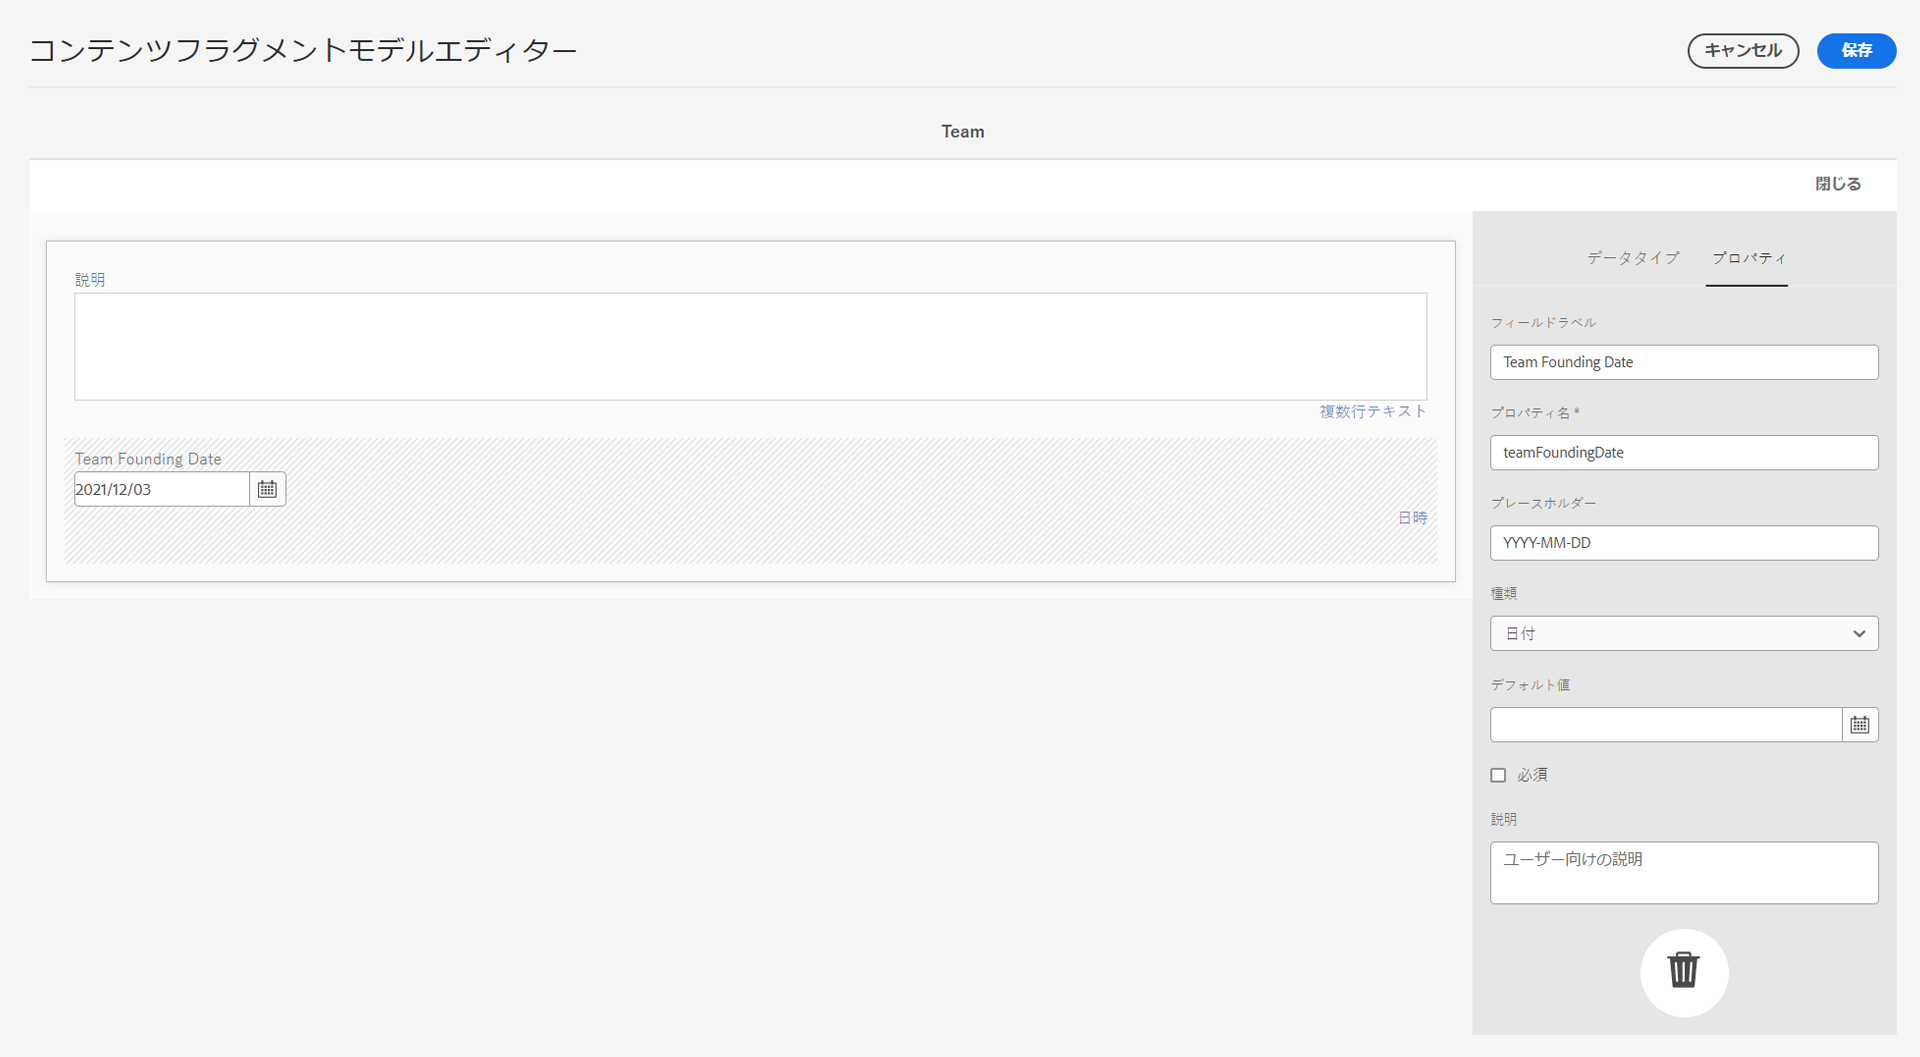 コンテンツフラグメントモデルエディター
キャンセル
保存
Team
閉じる
説明
複数行テキスト
Team Founding Date
2021/12/03
日時
データタイプ
プロパティ
フィールドラベル
Team Founding Date
プロパティ名 *
teamFoundingDate
プレースホルダー
YYYY-MM-DD
種類
日付
デフォルト値
必須
説明
ユーザー向けの説明